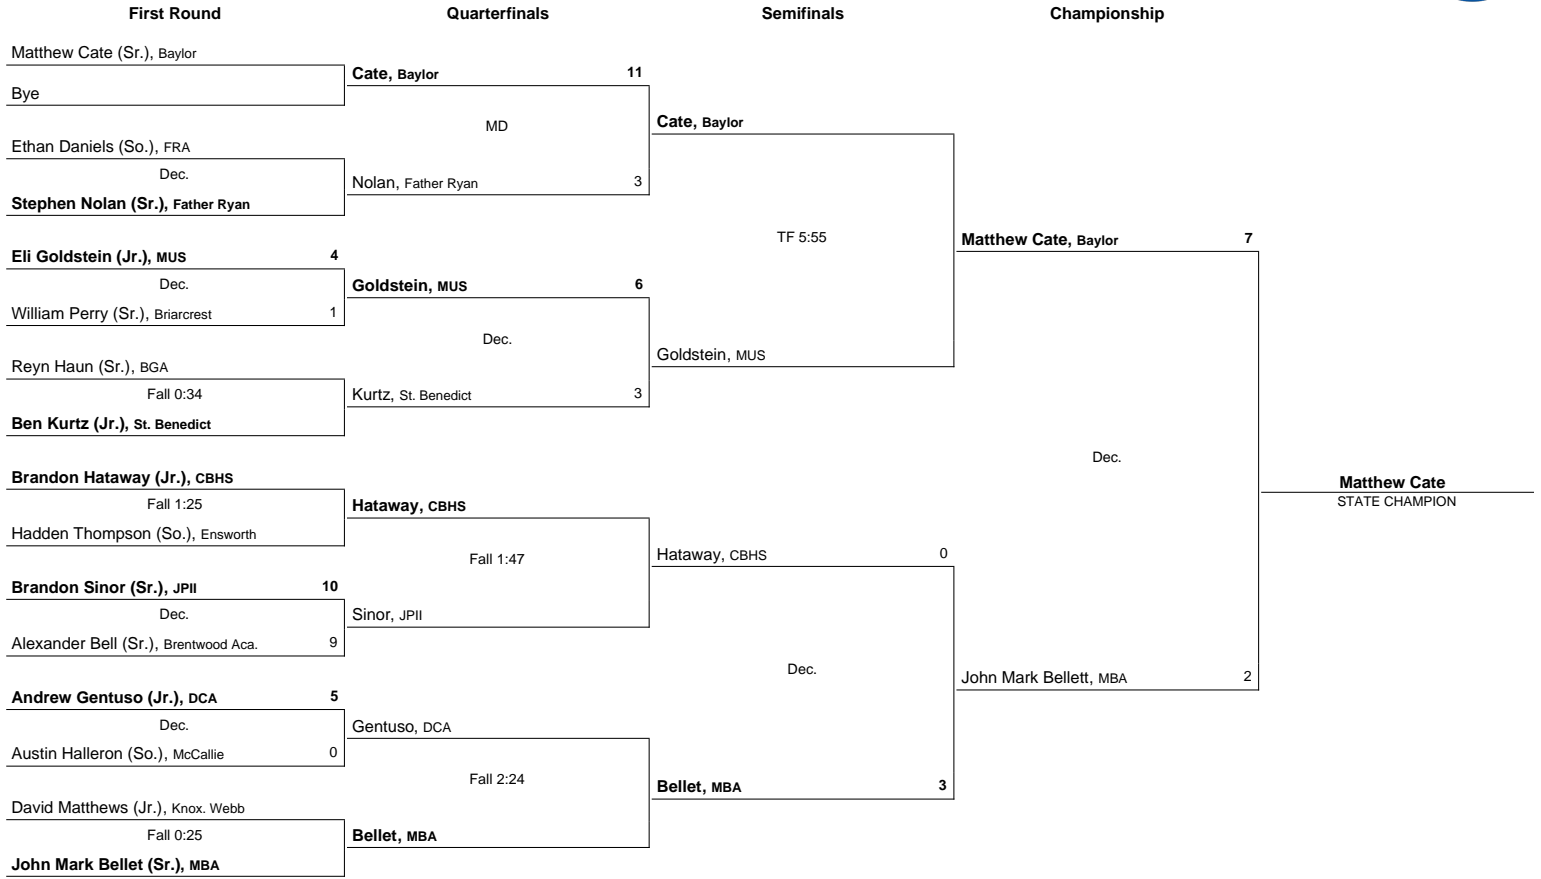 First Round Quarterfinals Semifinals Championship
Matthew Cate (Sr.), Baylor
Cate, Baylor 11
Bye
MD
Cate, Baylor
Ethan Daniels (So.), FRA
Dec.
Nolan, Father Ryan 3
Stephen Nolan (Sr.), Father Ryan
TF 5:55
Matthew Cate, Baylor 7
Eli Goldstein (Jr.), MUS 4
Dec.
Goldstein, MUS 6
William Perry (Sr.), Briarcrest 1
Dec.
Goldstein, MUS
Reyn Haun (Sr.), BGA
Fall 0:34
Kurtz, St. Benedict 3
Ben Kurtz (Jr.), St. Benedict
Dec.
Matthew Cate
STATE CHAMPION
Brandon Hataway (Jr.), CBHS
Fall 1:25
Hataway, CBHS
Hadden Thompson (So.), Ensworth
Fall 1:47
Hataway, CBHS 0
Brandon Sinor (Sr.), JPII 10
Dec.
Sinor, JPII
Alexander Bell (Sr.), Brentwood Aca. 9
Dec.
John Mark Bellett, MBA 2
Andrew Gentuso (Jr.), DCA 5
Dec.
Gentuso, DCA
Austin Halleron (So.), McCallie 0
Fall 2:24
Bellet, MBA 3
David Matthews (Jr.), Knox. Webb
Fall 0:25
Bellet, MBA
John Mark Bellet (Sr.), MBA